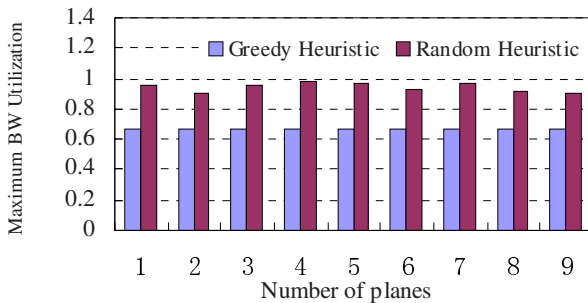 1.4
1.2
1
0.8
0.6
0.4
0.2
0
Maximum BW Utilization
Greedy Heuristic
Random Heuristic
1 2 3 4 5 6 7 8 9
Number of planes